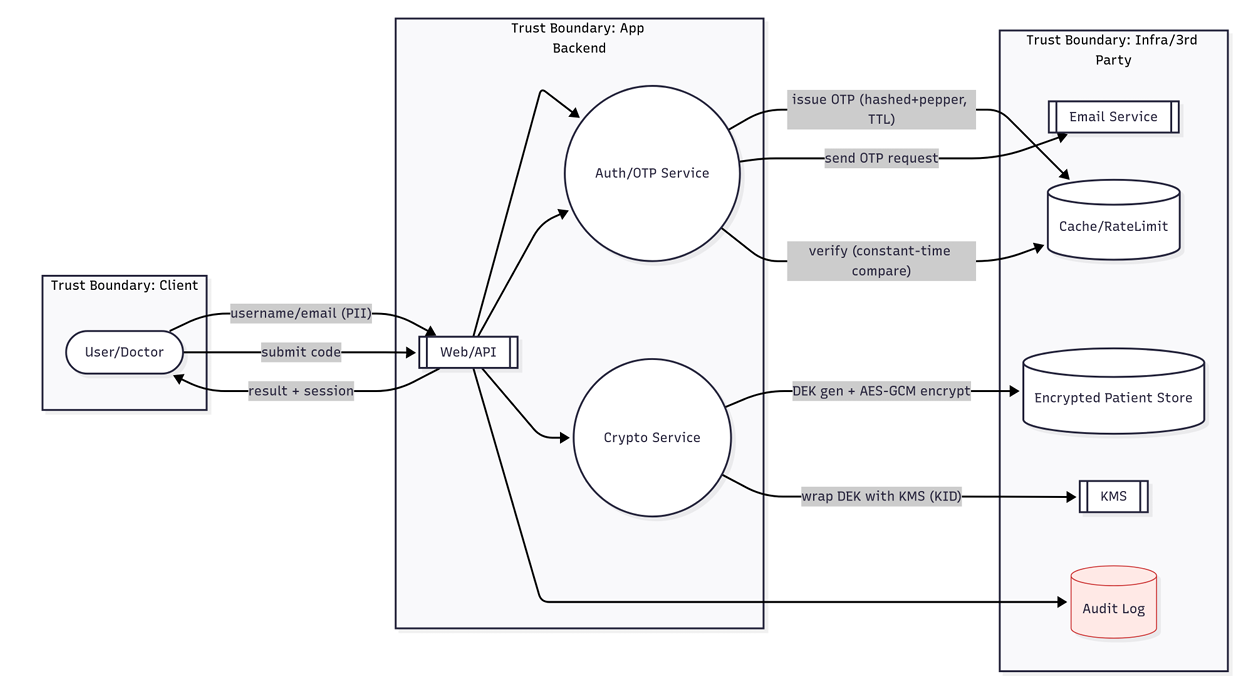 Trust Boundary: App
Backend
Trust Boundary: Infra/3rd
Party
issue OTP (hashed+pepper,
TTL)
Email Service
send OTP request
Auth/OTP Service
Cache/RateLimit
verify (constant-time
compare)
Trust Boundary: Client
username/email (PII)
User/Doctor
submit code
Web/API
result + session
DEK gen + AES-GCM encrypt
Encrypted Patient Store
Crypto Service
wrap DEK with KMS (KID)
KMS
Audit Log